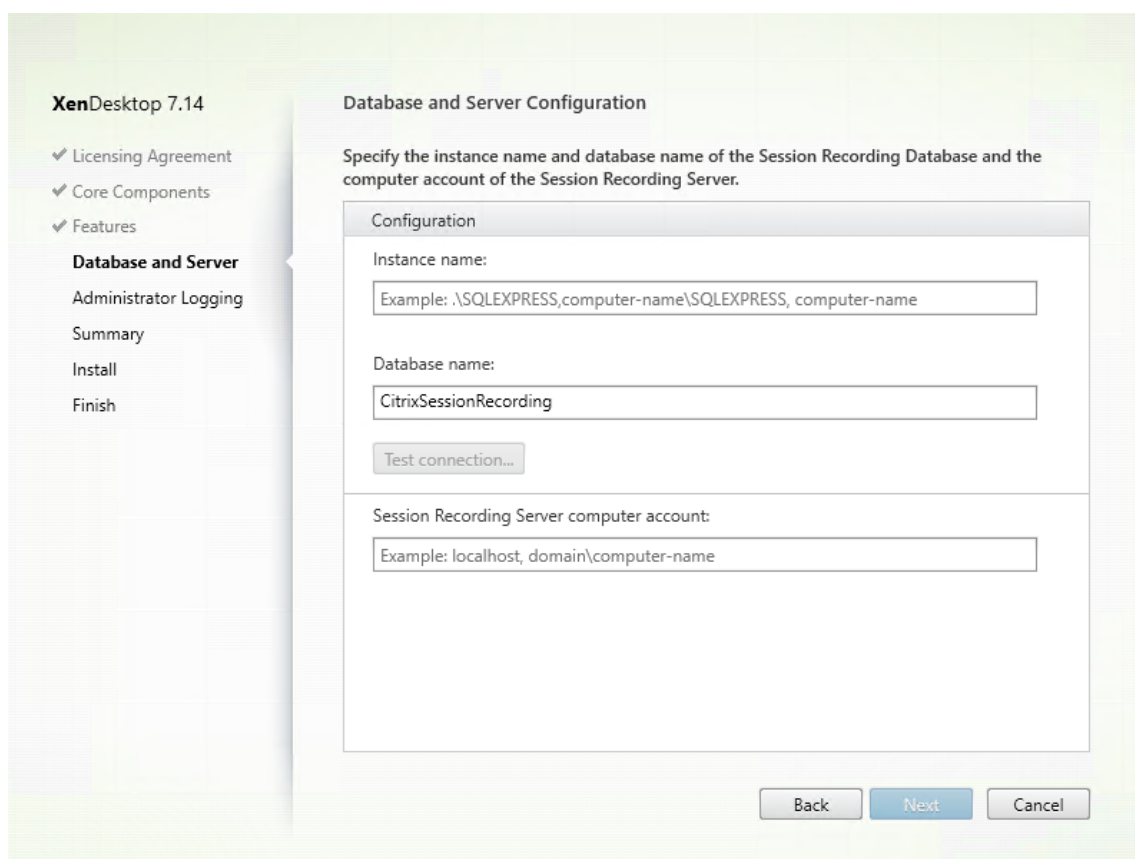 XenDesktop 7.14
Licensing Agreement
Core Components
Features
Database and Server
Administrator Logging
Summary
Install
Finish
Database and Server Configuration
Specify the instance name and database name of the Session Recording Database and the
computer account of the Session Recording Server.
Configuration
Instance name:
Example: .\SQLEXPRESS,computer-name\SQLEXPRESS, computer-name
Database name:
CitrixSessionRecording
Test connection...
Session Recording Server computer account:
Example: localhost, domain\computer-name
Back Next Cancel